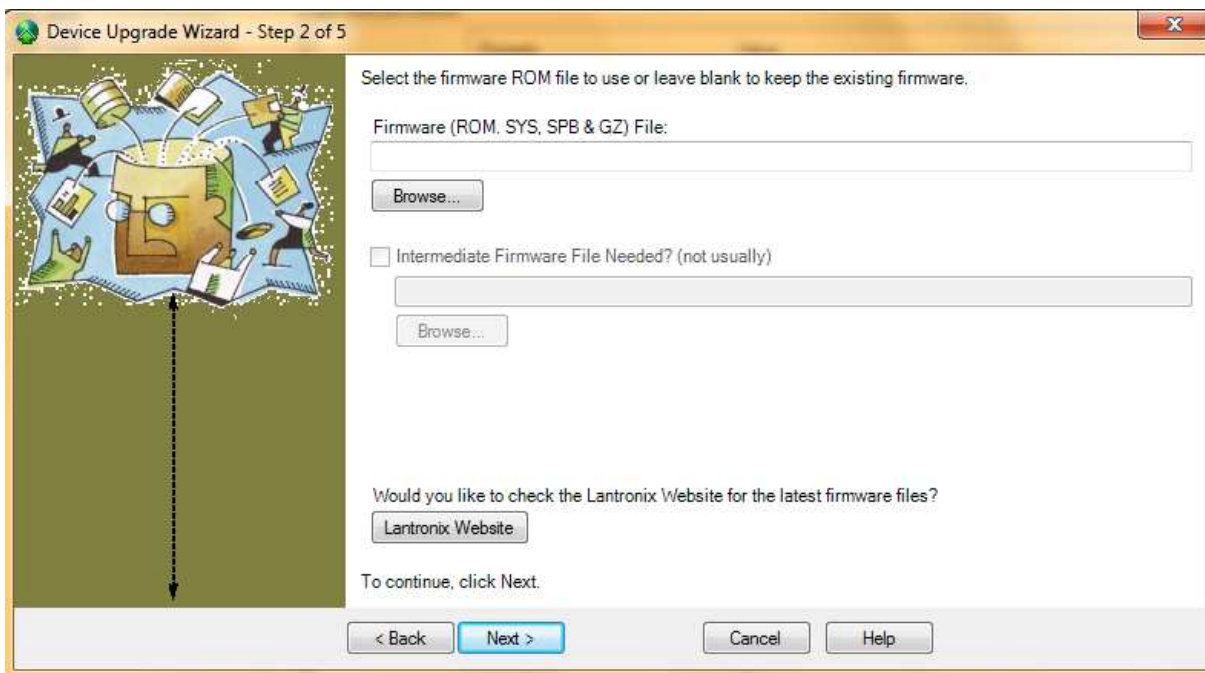 Device Upgrade Wizard - Step 2 of 5
Select the firmware ROM file to use or leave blank to keep the existing firmware.
Firmware (ROM. SYS, SPB & GZ) File:
Browse...
Intermediate Firmware File Needed? (not usually)
Browse...
Would you like to check the Lantronix Website for the latest firmware files?
Lantronix Website
To continue, click Next.
< Back Next > Cancel Help